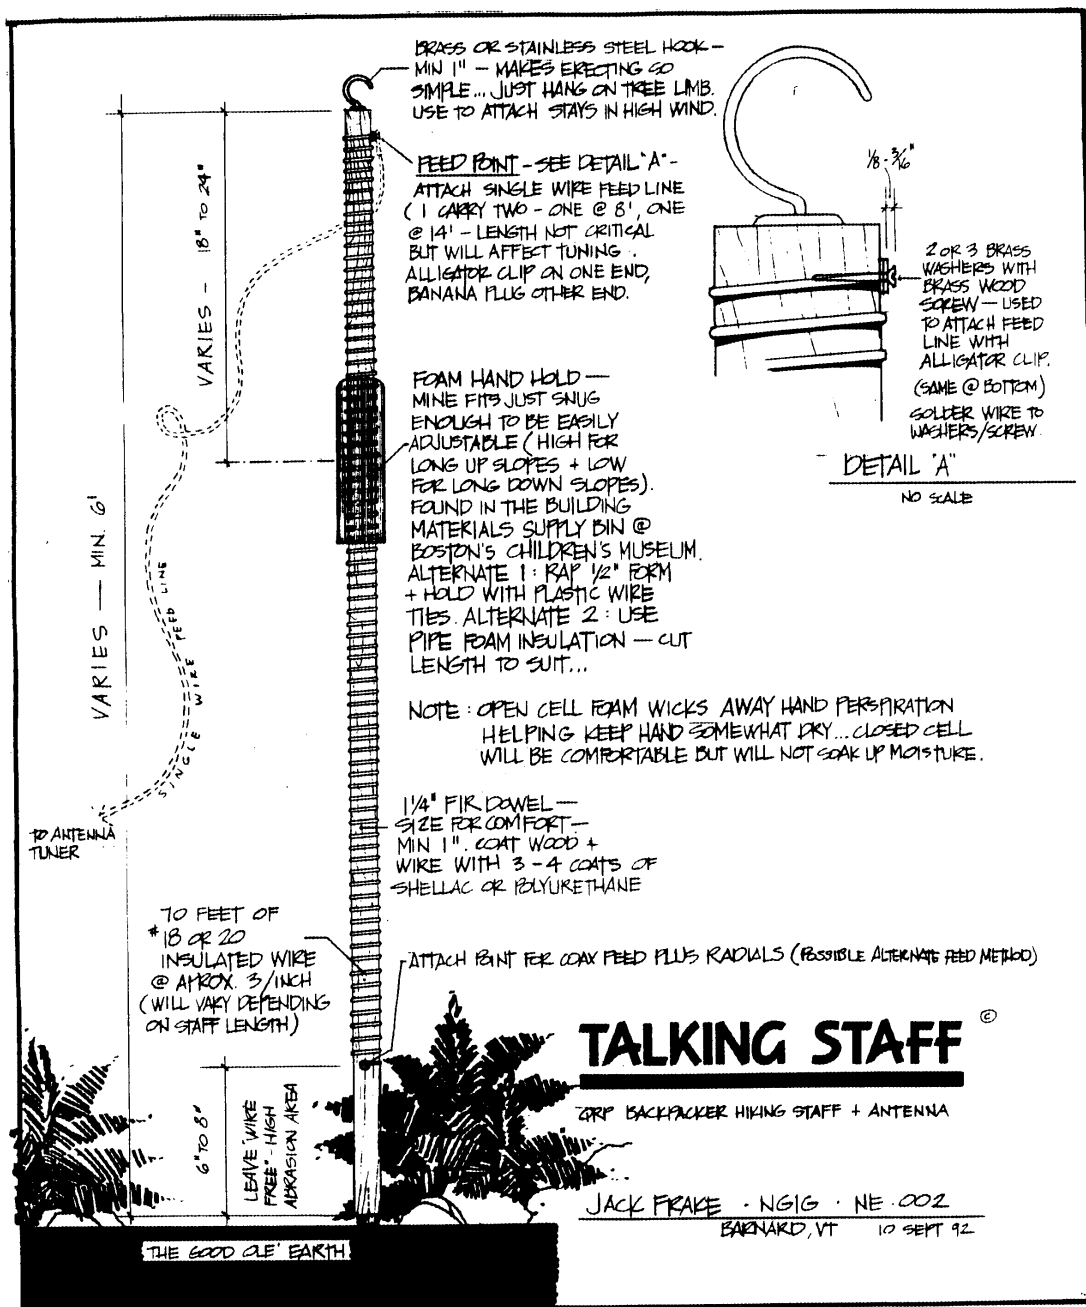 BRASS OR STAINLESS STEEL HOOK —
MIN 1" — MAKES ERECTING SO
SIMPLE... JUST HANG ON TREE LIMB.
USE TO ATTACH STAYS IN HIGH WIND.
FEED POINT - SEE DETAIL "A" -
ATTACH SINGLE WIRE FEED LINE
(I CARRY TWO - ONE @ 8', ONE
@ 14' - LENGTH NOT CRITICAL
BUT WILL AFFECT TUNING.
ALLIGATOR CLIP ON ONE END,
BANANA PLUG OTHER END.
1/8 - 3/16"
2 OR 3 BRASS
WASHERS WITH
BRASS WOOD
SCREW — USED
TO ATTACH FEED
LINE WITH
ALLIGATOR CLIP.
(SAME @ BOTTOM)
SOLDER WIRE TO
WASHERS/SCREW.
DETAIL "A"
NO SCALE
VARIES - 18" TO 24"
VARIES — MIN. 6'
SINGLE WIRE FEED LINE
TO ANTENNA
TUNER
FOAM HAND HOLD —
MINE FITS JUST SNUG
ENOUGH TO BE EASILY
ADJUSTABLE (HIGH FOR
LONG UP SLOPES + LOW
FOR LONG DOWN SLOPES).
FOUND IN THE BUILDING
MATERIALS SUPPLY BIN @
BOSTON'S CHILDREN'S MUSEUM.
ALTERNATE 1: RAP 1/2" FORM
+ HOLD WITH PLASTIC WIRE
TIES. ALTERNATE 2: USE
PIPE FOAM INSULATION — CUT
LENGTH TO SUIT...
NOTE: OPEN CELL FOAM WICKS AWAY HAND PERSPIRATION
HELPING KEEP HAND SOMEWHAT DRY... CLOSED CELL
WILL BE COMFORTABLE BUT WILL NOT SOAK UP MOISTURE.
1 1/4" FIR DOWEL —
SIZE FOR COMFORT —
MIN 1". COAT WOOD +
WIRE WITH 3 - 4 COATS OF
SHELLAC OR POLYURETHANE
70 FEET OF
#18 OR 20
INSULATED WIRE
@ APROX. 3/INCH
(WILL VARY DEPENDING
ON STAFF LENGTH)
ATTACH POINT FOR COAX FEED PLUS RADIALS (POSSIBLE ALTERNATE FEED METHOD)
6" TO 8"
LEAVE 'WIRE
FREE' - HIGH
ABRASION AREA
THE GOOD OLE' EARTH
TALKING STAFF ©
QRP BACKPACKER HIKING STAFF + ANTENNA
JACK FRAKE · NG1G · NE · 002
BARNARD, VT 10 SEPT 92